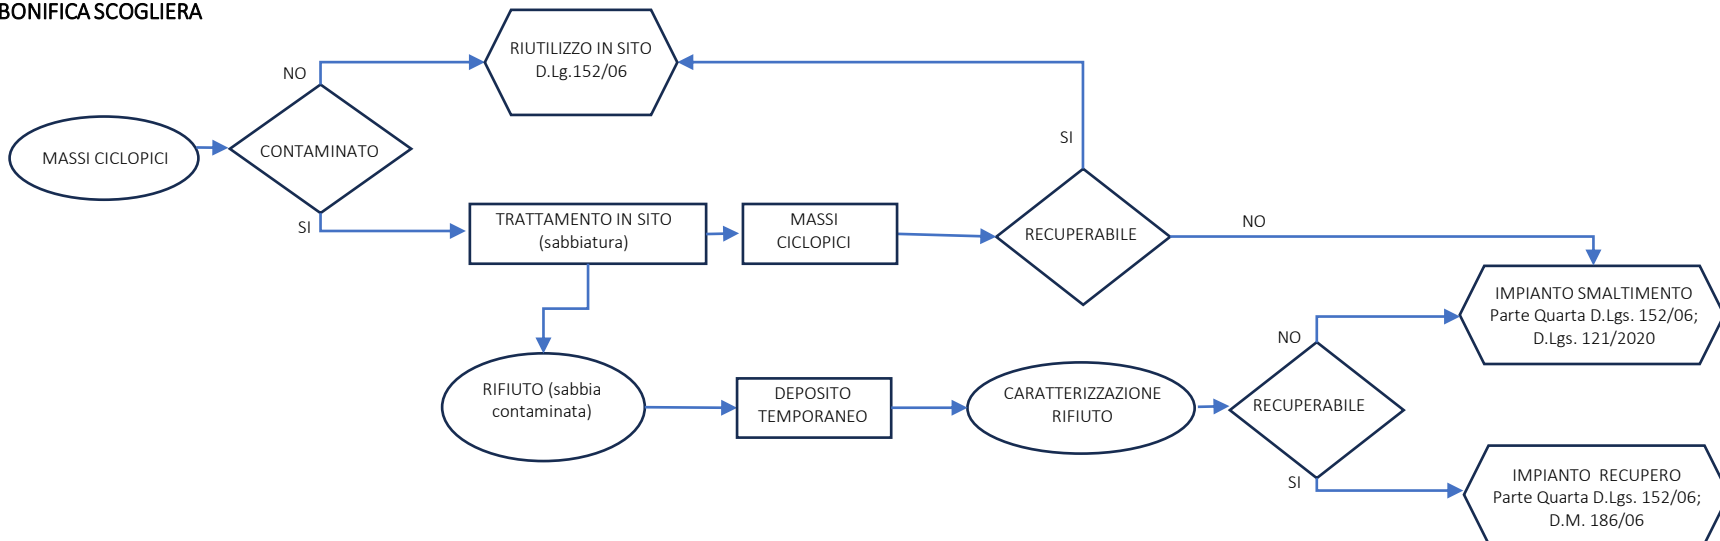 BONIFICA SCOGLIERA
RIUTILIZZO IN SITO
D.Lg.152/06
NO
MASSI CICLOPICI
CONTAMINATO
SI
SI
TRATTAMENTO IN SITO
(sabbiatura)
MASSI
CICLOPICI
RECUPERABILE
NO
IMPIANTO SMALTIMENTO
Parte Quarta D.Lgs. 152/06;
D.Lgs. 121/2020
NO
RIFIUTO (sabbia
contaminata)
DEPOSITO
TEMPORANEO
CARATTERIZZAZIONE
RIFIUTO
RECUPERABILE
SI
IMPIANTO RECUPERO
Parte Quarta D.Lgs. 152/06;
D.M. 186/06